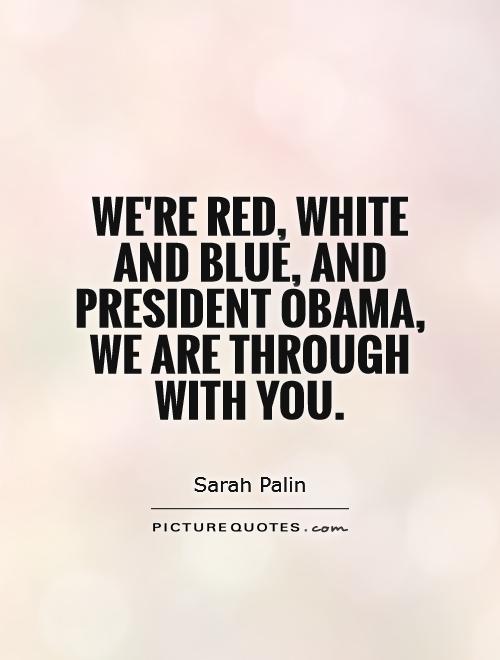 WE'RE RED, WHITE
AND BLUE, AND
PRESIDENT OBAMA,
WE ARE THROUGH
WITH YOU.
Sarah Palin
PICTUREQUOTES.com